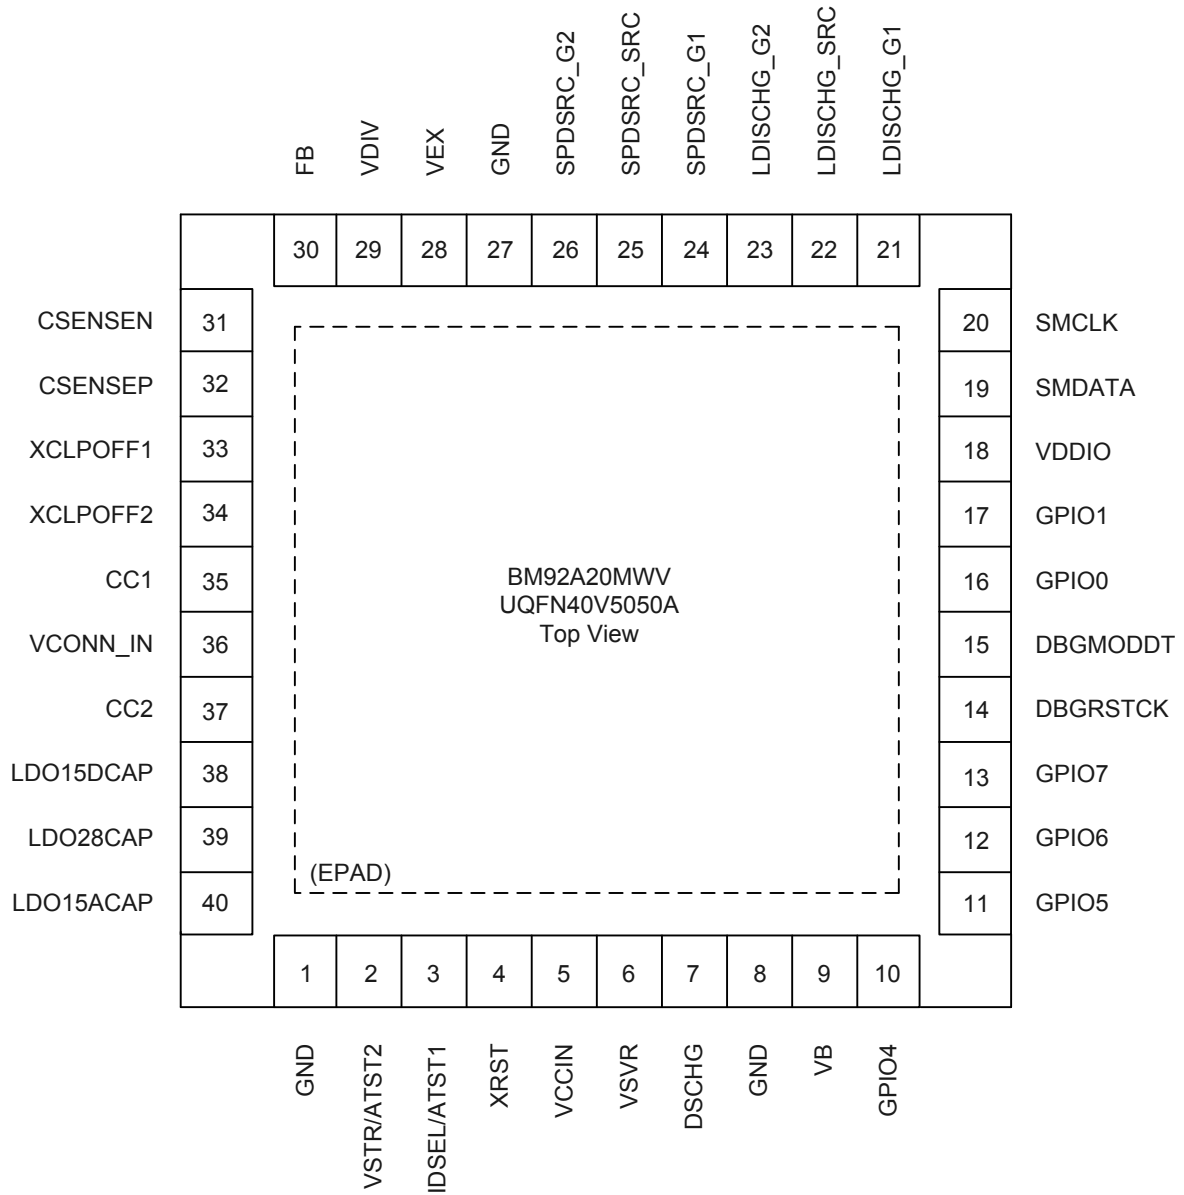 FB
VDIV
VEX
GND
SPDSRC_G2
SPDSRC_SRC
SPDSRC_G1
LDISCHG_G2
LDISCHG_SRC
LDISCHG_G1
30 29 28 27 26 25 24 23 22 21
CSENSEN 31
20 SMCLK
CSENSEP 32
19 SMDATA
XCLPOFF1 33
18 VDDIO
XCLPOFF2 34
17 GPIO1
CC1 35
16 GPIO0
VCONN_IN 36
15 DBGMODDT
CC2 37
14 DBGRSTCK
LDO15DCAP 38
13 GPIO7
LDO28CAP 39
12 GPIO6
LDO15ACAP 40
11 GPIO5
BM92A20MWV
UQFN40V5050A
Top View
(EPAD)
1 2 3 4 5 6 7 8 9 10
GND
VSTR/ATST2
IDSEL/ATST1
XRST
VCCIN
VSVR
DSCHG
GND
VB
GPIO4